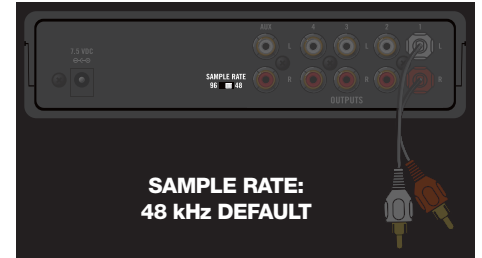 AUX 4 3 2 1
7.5 VDC
L L L
SAMPLE RATE
96 48
R R R
OUTPUTS
SAMPLE RATE:
48 kHz DEFAULT